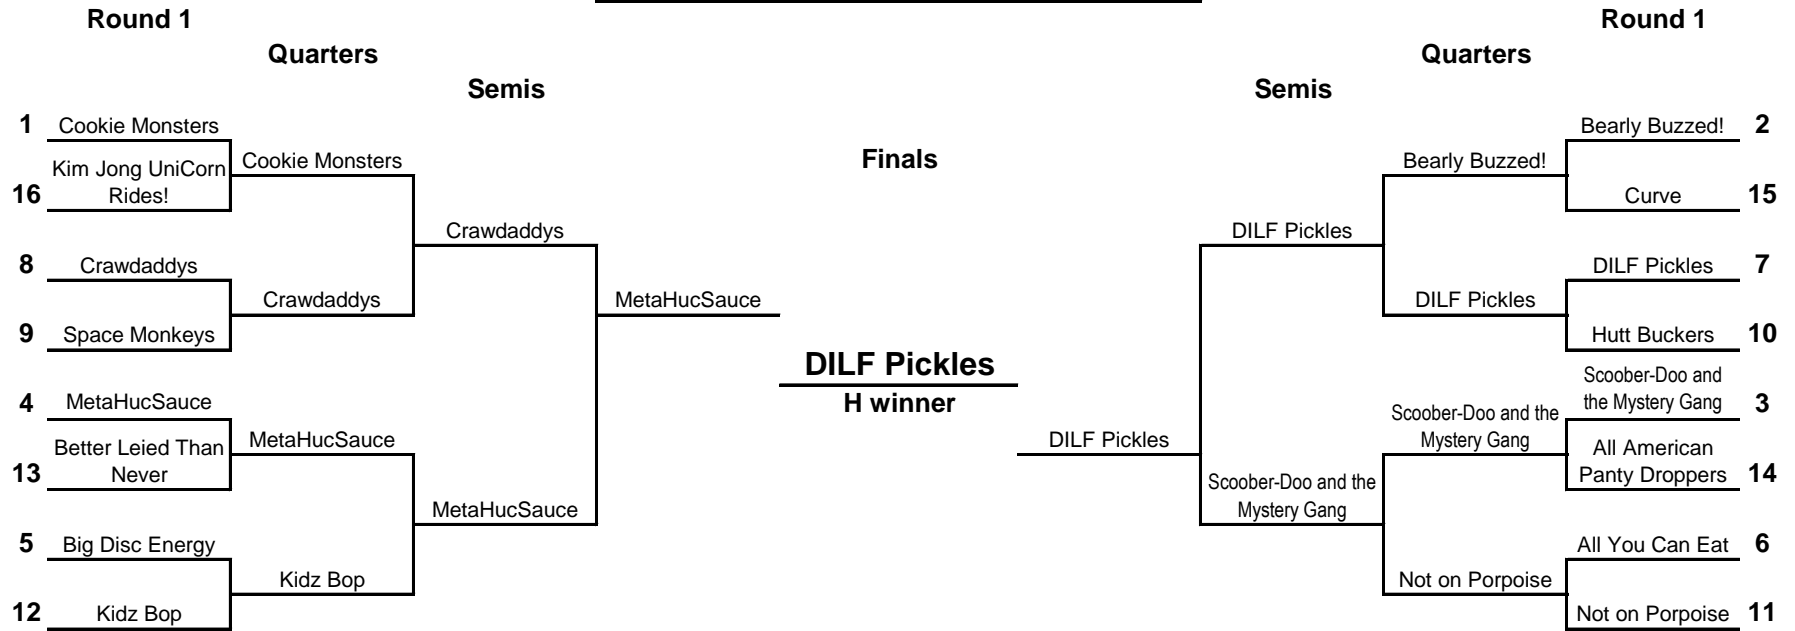 Round 1
Round 1
Quarters
Quarters
Semis
Semis
Finals
1 Cookie Monsters
Kim Jong UniCorn
16 Rides!
Cookie Monsters
8 Crawdaddys
9 Space Monkeys
Crawdaddys
Crawdaddys
4 MetaHucSauce
Better Leied Than
13 Never
MetaHucSauce
5 Big Disc Energy
12 Kidz Bop
Kidz Bop
MetaHucSauce
MetaHucSauce
DILF Pickles
H winner
DILF Pickles
DILF Pickles
Scoober-Doo and the
Mystery Gang
Bearly Buzzed!
DILF Pickles
Scoober-Doo and the
Mystery Gang
Not on Porpoise
Bearly Buzzed! 2
Curve 15
DILF Pickles 7
Hutt Buckers 10
Scoober-Doo and
the Mystery Gang 3
All American
Panty Droppers 14
All You Can Eat 6
Not on Porpoise 11